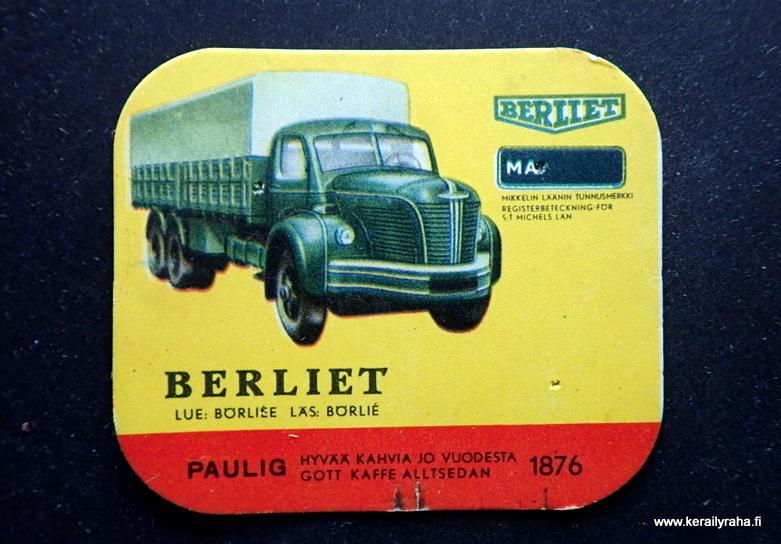 BERLIET
MA
MIKKELIN LÄÄNIN TUNNUSMERKKI
REGISTERBETECKNING FÖR
S:T MICHELS LÄN
BERLIET
LUE: BÖRLIEE LÄS: BÖRLIÉ
PAULIG
HYVÄÄ KAHVIA JO VUODESTA
GOTT KAFFE ALLTSEDAN
1876
www.kerailyraha.fi